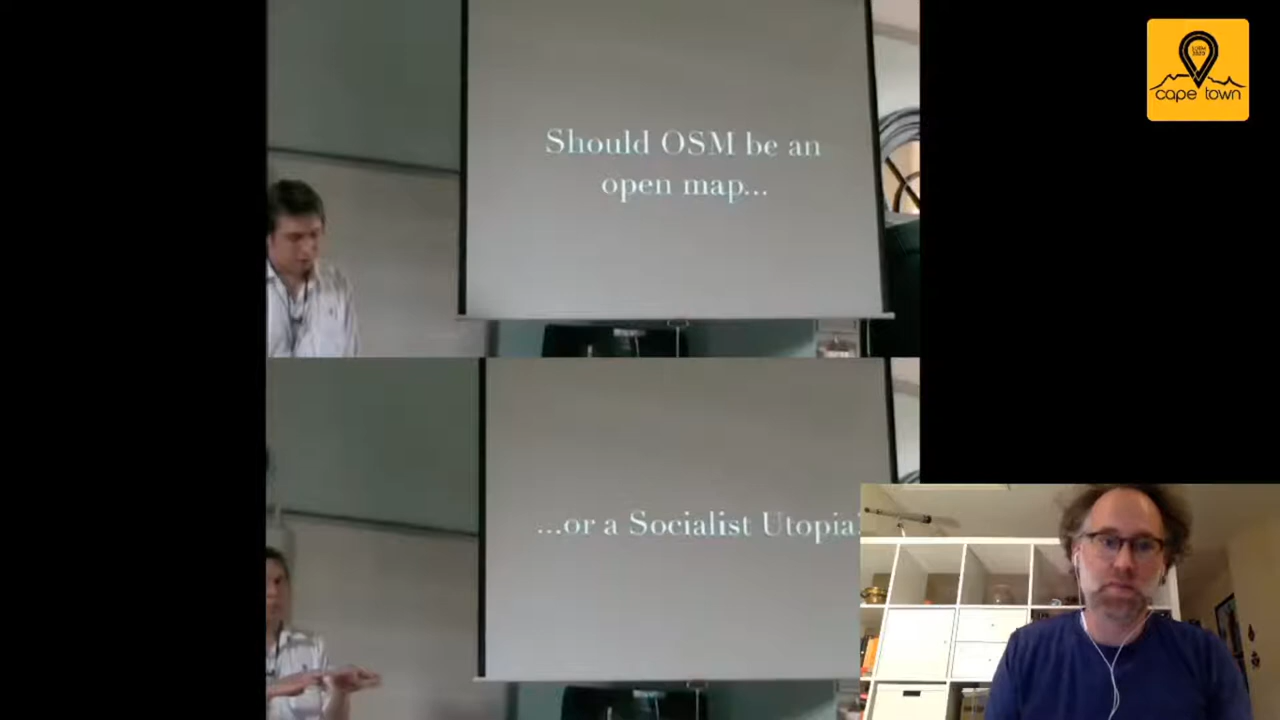 Should OSM be an
open map...
...or a Socialist Utopia
cape town